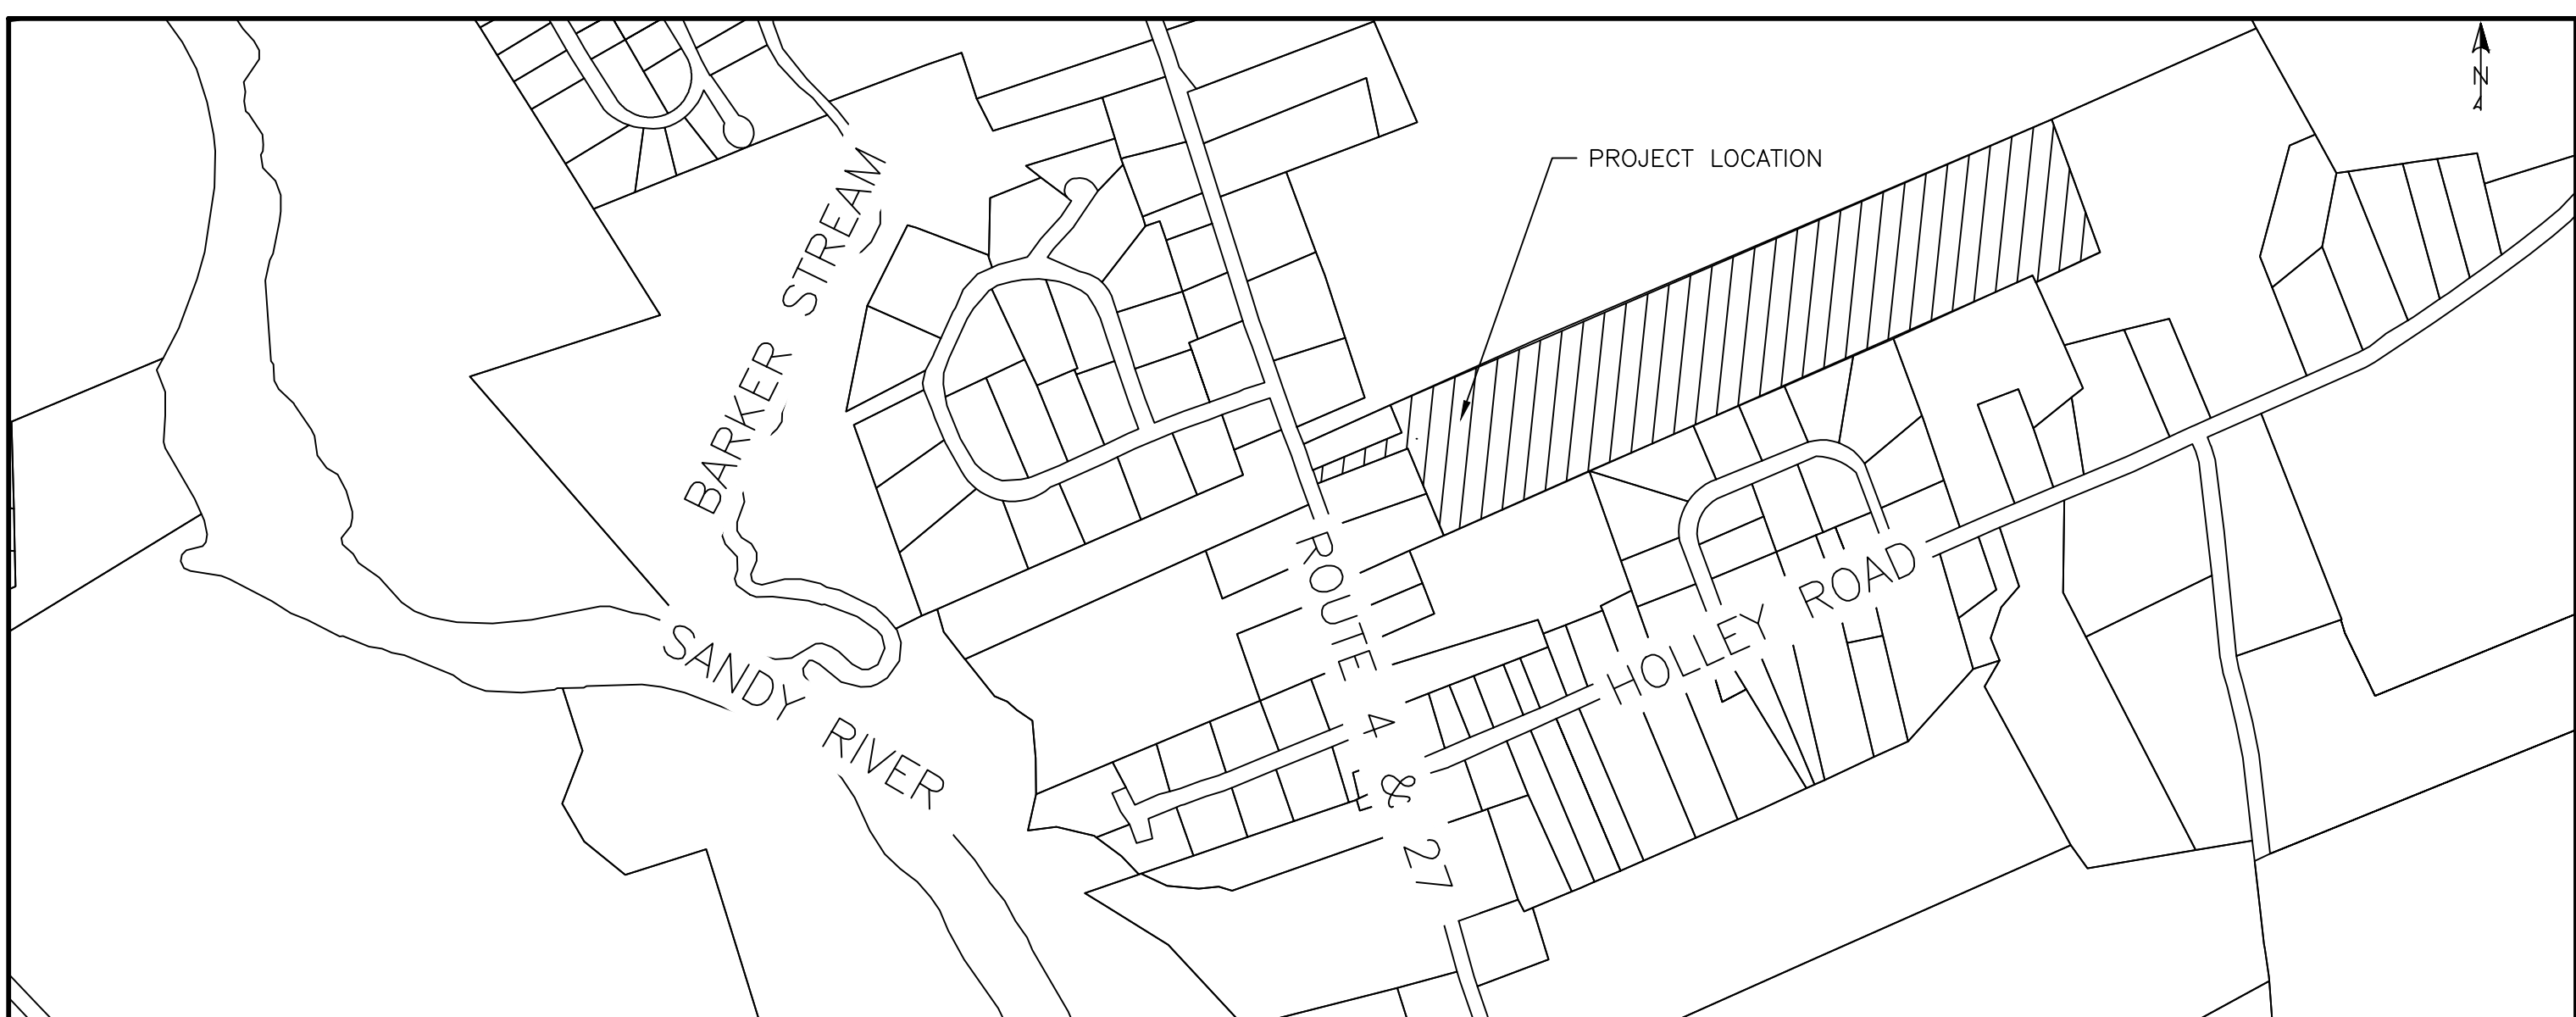 N
PROJECT LOCATION
BARKER STREAM
SANDY RIVER
ROUTE 4 & 27
HOLLEY ROAD